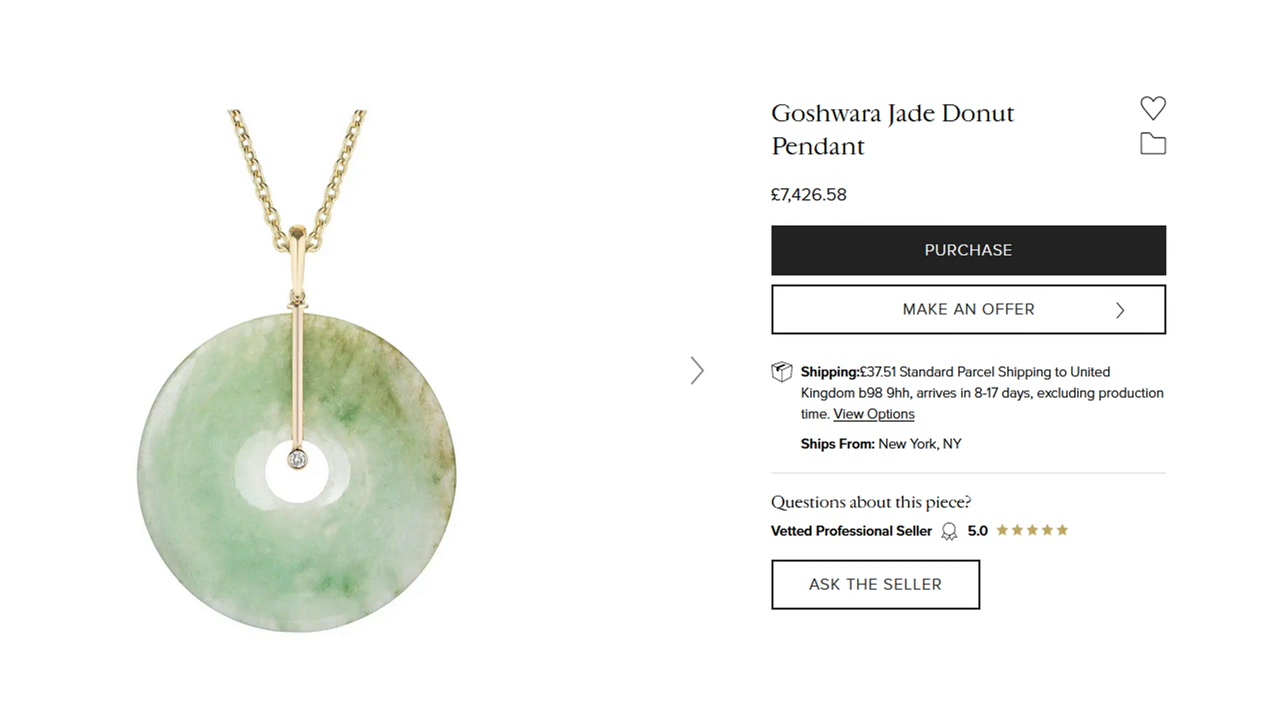 Goshwara Jade Donut
Pendant
£7,426.58
PURCHASE
MAKE AN OFFER
Shipping:£37.51 Standard Parcel Shipping to United
Kingdom b98 9hh, arrives in 8-17 days, excluding production
time. View Options
Ships From: New York, NY
Questions about this piece?
Vetted Professional Seller 5.0
ASK THE SELLER